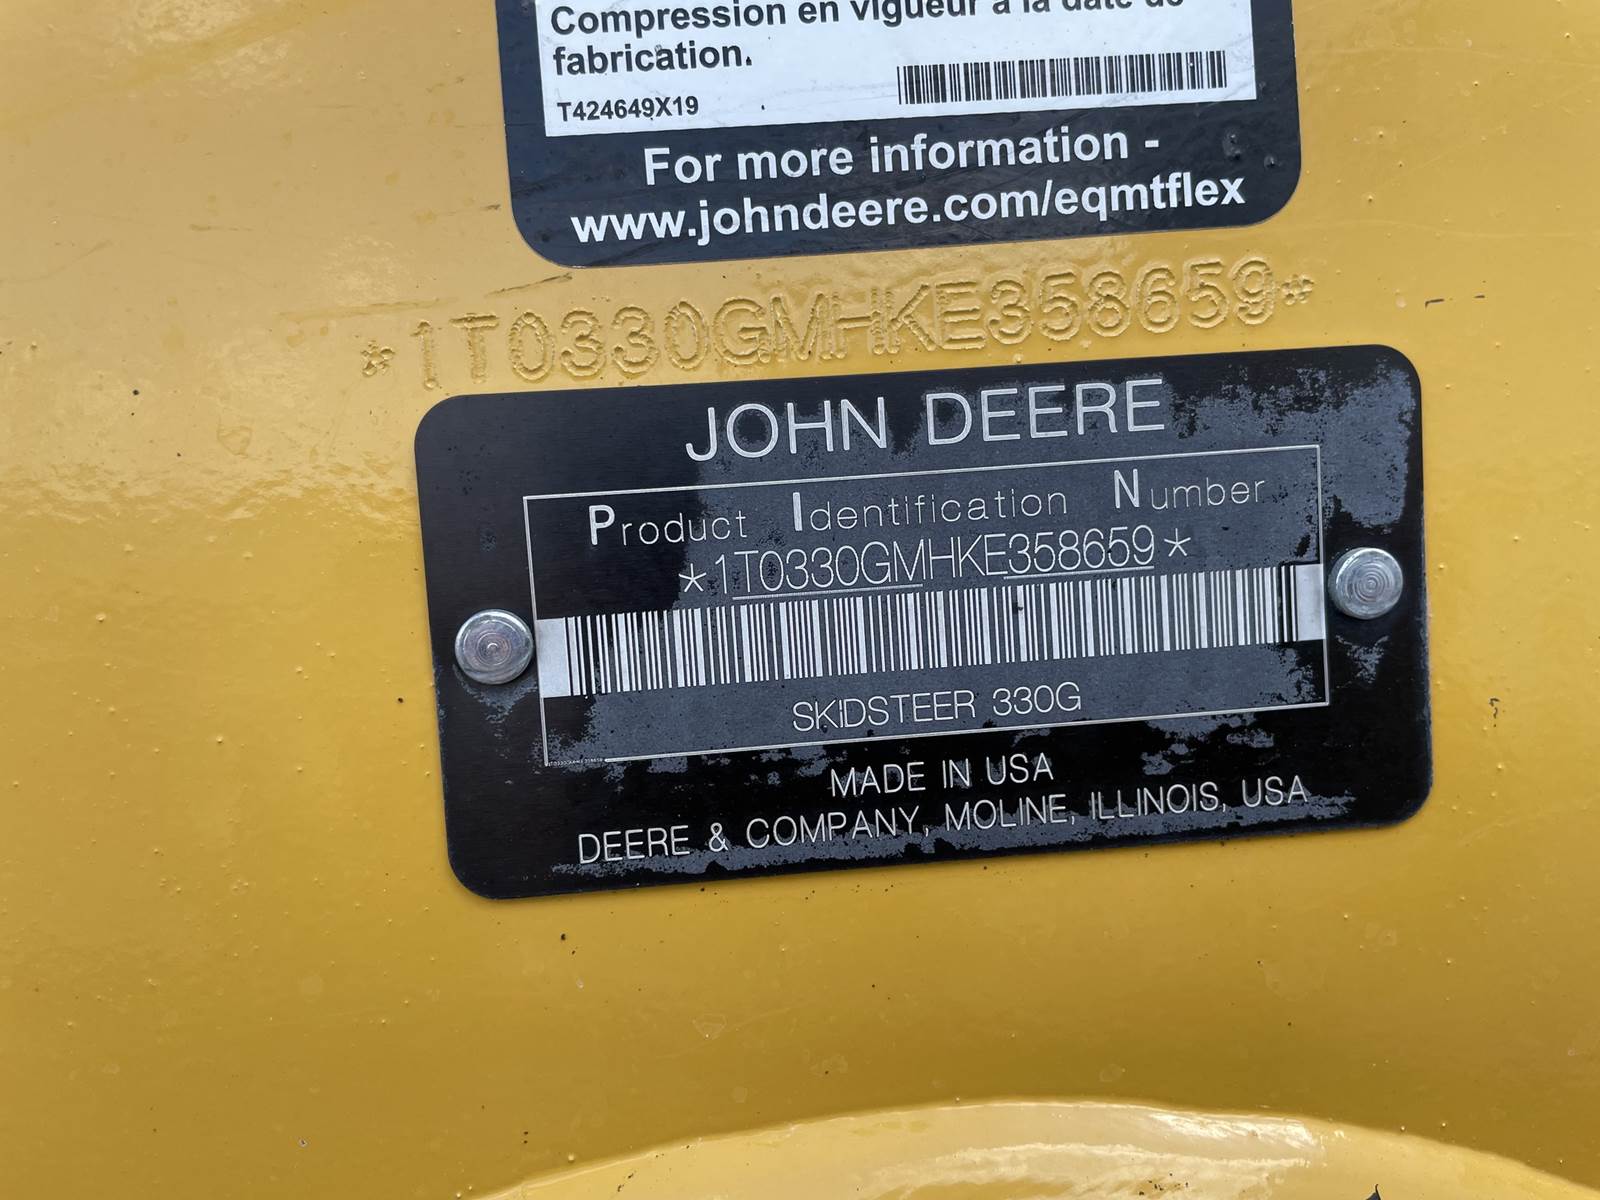 Compression en vigueur à la date de
fabrication.
T424649X19
For more information -
www.johndeere.com/eqmtflex
*1T0330GMHKE358659*
JOHN DEERE
Product Identification Number
*1T0330GMHKE358659*
SKIDSTEER 330G
MADE IN USA
DEERE & COMPANY, MOLINE, ILLINOIS, USA